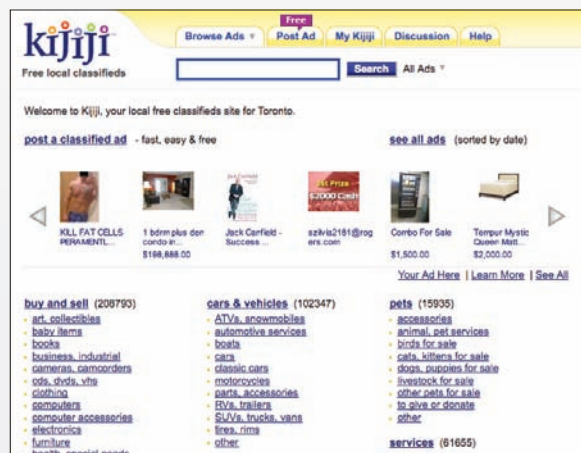 Free
kijiji
Browse Ads Post Ad My Kijiji Discussion Help
Free local classifieds
Search All Ads
Welcome to Kijiji, your local free classifieds site for Toronto.
post a classified ad - fast, easy & free
see all ads (sorted by date)
Jack Canfield
1st Prize
$2000 Cash
KILL FAT CELLS PERAMENTL...
1 bdrm plus den condo in...
$198,888.00
Jack Canfield - Success ...
szilvia2181@rogers.com
Combo For Sale
$1,500.00
Tempur Mystic Queen Matt...
$2,000.00
Your Ad Here | Learn More | See All
buy and sell (208793)
art, collectibles
baby items
books
business, industrial
cameras, camcorders
cds, dvds, vhs
clothing
computers
computer accessories
electronics
furniture
health, special needs
cars & vehicles (102347)
ATVs, snowmobiles
automotive services
boats
cars
classic cars
motorcycles
parts, accessories
RVs, trailers
SUVs, trucks, vans
tires, rims
other
pets (15935)
accessories
animal, pet services
birds for sale
cats, kittens for sale
dogs, puppies for sale
livestock for sale
other pets for sale
to give or donate
other
services (61655)